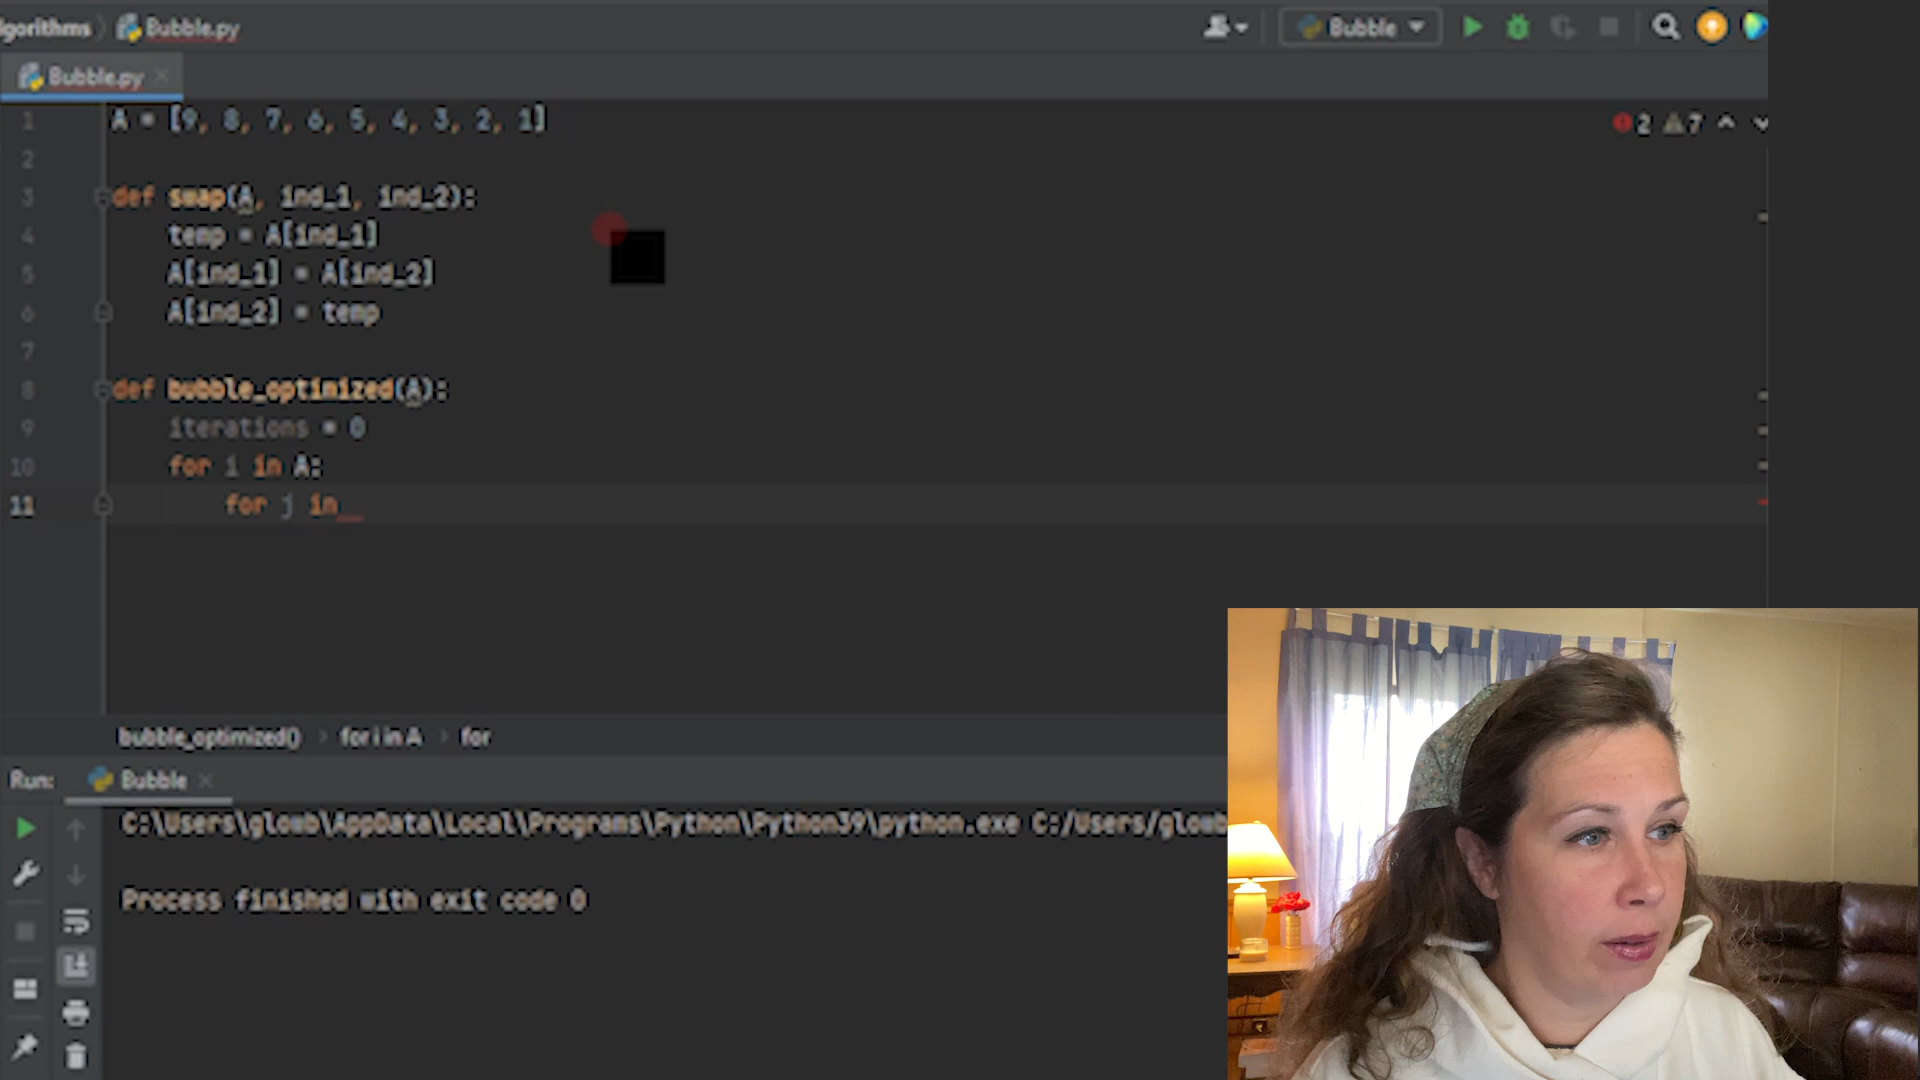 lgorithms Bubble.py Bubble
Bubble.py
2 7
1 A = [9, 8, 7, 6, 5, 4, 3, 2, 1]
2
3 def swap(A, ind_1, ind_2):
4 temp = A[ind_1]
5 A[ind_1] = A[ind_2]
6 A[ind_2] = temp
7
8 def bubble_optimized(A):
9 iterations = 0
10 for i in A:
11 for j in
bubble_optimized() › for i in A › for
Run: Bubble
C:\Users\glowb\AppData\Local\Programs\Python\Python39\python.exe C:/Users/glowb
Process finished with exit code 0